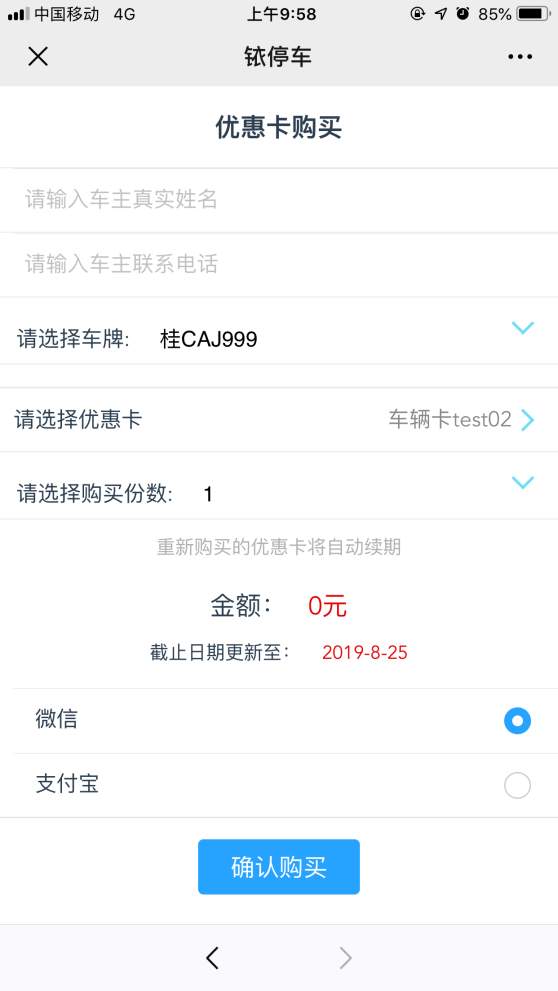 中国移动 4G 上午9:58 85%
铱停车
优惠卡购买
请输入车主真实姓名
请输入车主联系电话
请选择车牌: 桂CAJ999
请选择优惠卡 车辆卡test02
请选择购买份数: 1
重新购买的优惠卡将自动续期
金额： 0元
截止日期更新至： 2019-8-25
微信
支付宝
确认购买